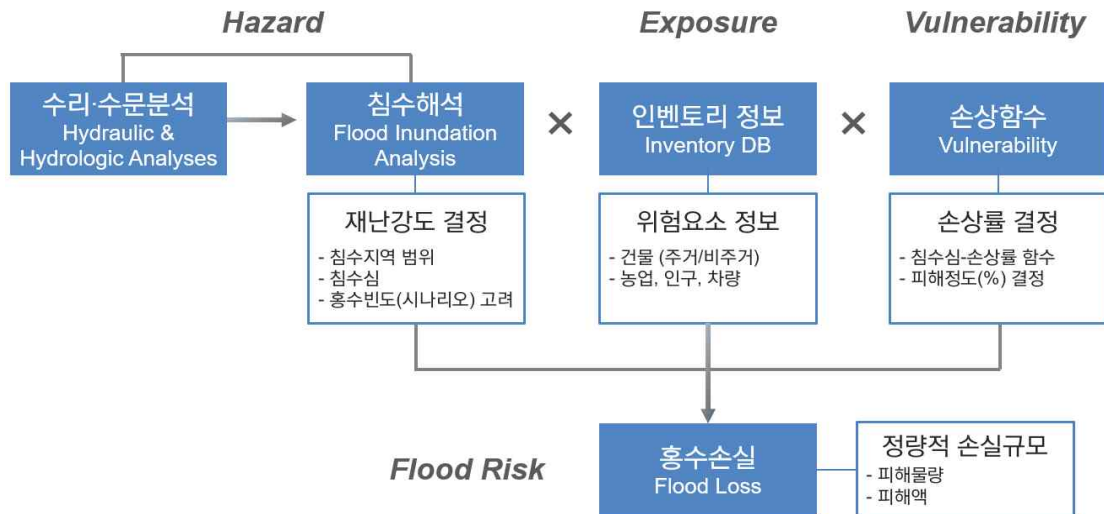 Hazard
Exposure
Vulnerability
수리·수문분석
Hydraulic &
Hydrologic Analyses
침수해석
Flood Inundation
Analysis
×
인벤토리 정보
Inventory DB
×
손상함수
Vulnerability
재난강도 결정
- 침수지역 범위
- 침수심
- 홍수빈도(시나리오) 고려
위험요소 정보
- 건물 (주거/비주거)
- 농업, 인구, 차량
손상률 결정
- 침수심-손상률 함수
- 피해정도(%) 결정
Flood Risk
홍수손실
Flood Loss
정량적 손실규모
- 피해물량
- 피해액